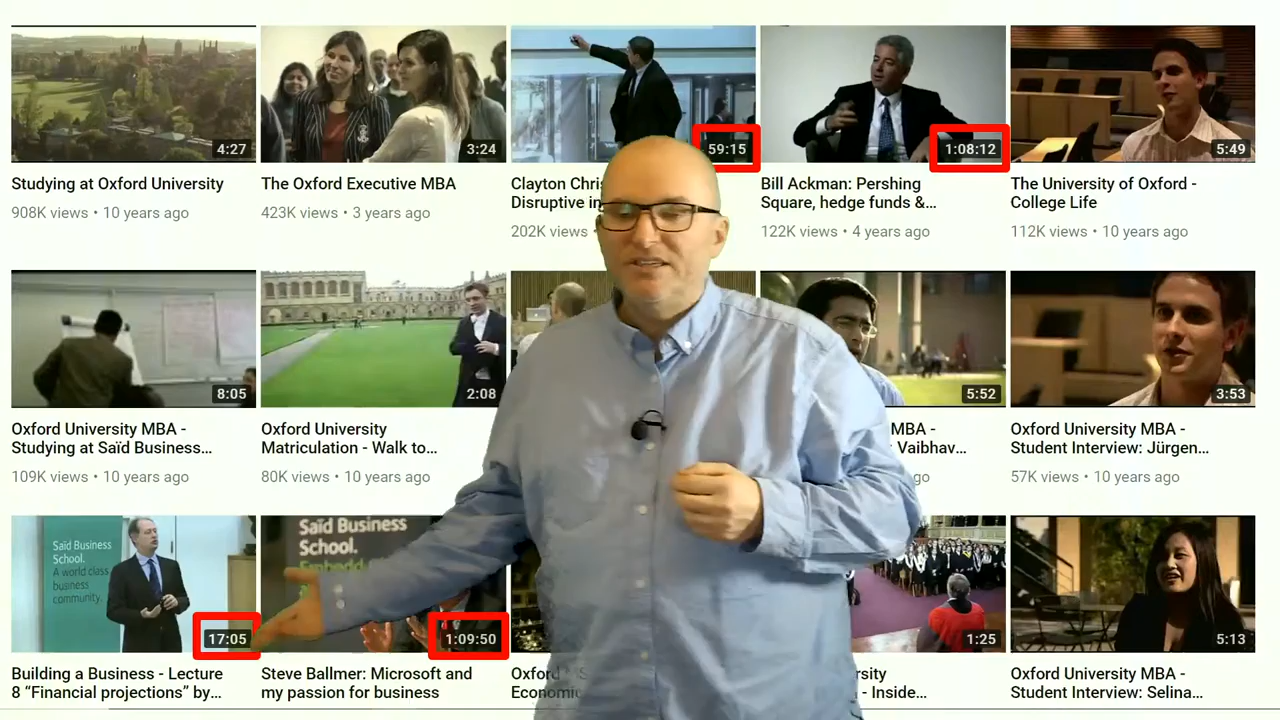 4:27
3:24
59:15
1:08:12
5:49
Studying at Oxford University
908K views • 10 years ago
The Oxford Executive MBA
423K views • 3 years ago
Clayton
Disruptive
202K views
Bill Ackman: Pershing
Square, hedge funds &...
122K views • 4 years ago
The University of Oxford -
College Life
112K views • 10 years ago
8:05
2:08
5:52
3:53
Oxford University MBA -
Studying at Saïd Business...
109K views • 10 years ago
Oxford University
Matriculation - Walk to...
80K views • 10 years ago
MBA -
Vaibhav...
Oxford University MBA -
Student Interview: Jürgen...
57K views • 10 years ago
Saïd Business
School.
A world class
business
community.
17:05
Saïd Business
School.
1:09:50
1:25
5:13
Building a Business - Lecture
8 “Financial projections” by...
Steve Ballmer: Microsoft and
my passion for business
Oxford
- Inside...
Oxford University MBA -
Student Interview: Selina...